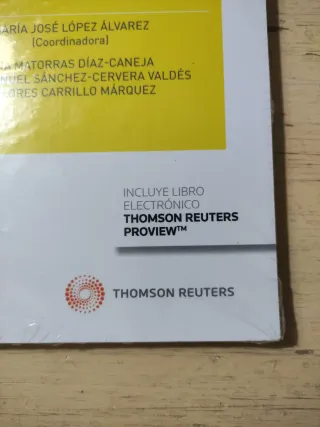 ARÍA JOSÉ LÓPEZ ÁLVAREZ
(Coordinadora)
RA MATORRAS DÍAZ-CANEJA
NUEL SÁNCHEZ-CERVERA VALDÉS
LORES CARRILLO MÁRQUEZ
INCLUYE LIBRO
ELECTRÓNICO
THOMSON REUTERS
PROVIEW™
THOMSON REUTERS